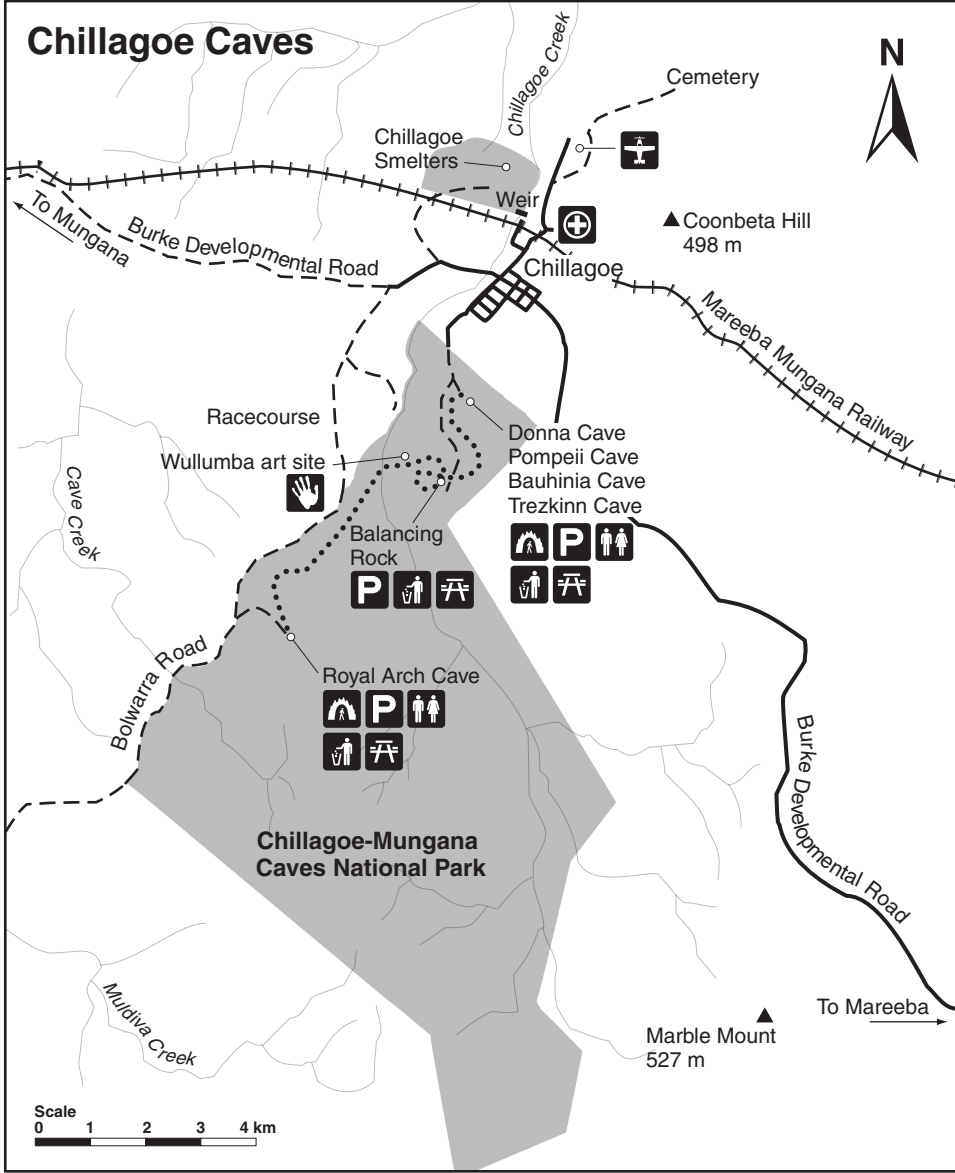 Chillagoe Caves
Chillagoe Creek
N
Cemetery
Chillagoe
Smelters
Weir
To Mungana
Burke Developmental Road
Coonbeta Hill
498 m
Chillagoe
Mareeba Mungana Railway
Racecourse
Wullumba art site
Donna Cave
Pompeii Cave
Bauhinia Cave
Trezkinn Cave
P
Cave Creek
Balancing
Rock
P
Bolwarra Road
Royal Arch Cave
P
Burke Developmental Road
Chillagoe-Mungana
Caves National Park
Muldiva Creek
To Mareeba
Marble Mount
527 m
Scale
0 1 2 3 4 km